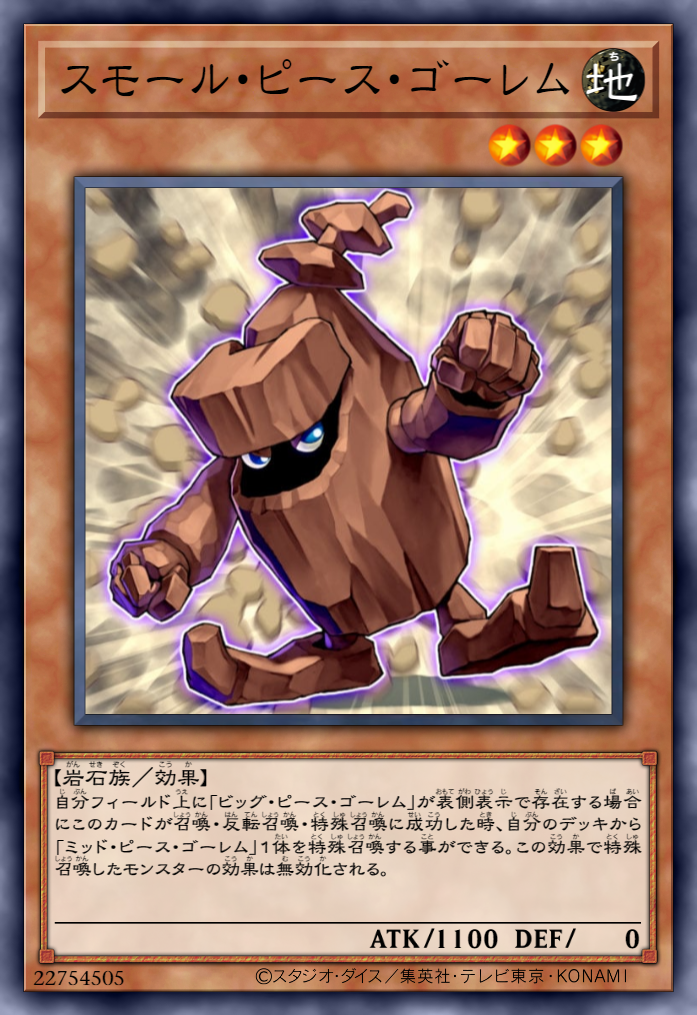 スモール・ピース・ゴーレム
地
【岩石族／効果】
自分フィールド上に「ビッグ・ピース・ゴーレム」が表側表示で存在する場合
にこのカードが召喚・反転召喚・特殊召喚に成功した時、自分のデッキから
「ミッド・ピース・ゴーレム」1体を特殊召喚する事ができる。この効果で特殊
召喚したモンスターの効果は無効化される。
ATK/1100 DEF/ 0
22754505 ©スタジオ・ダイス／集英社・テレビ東京・KONAMI